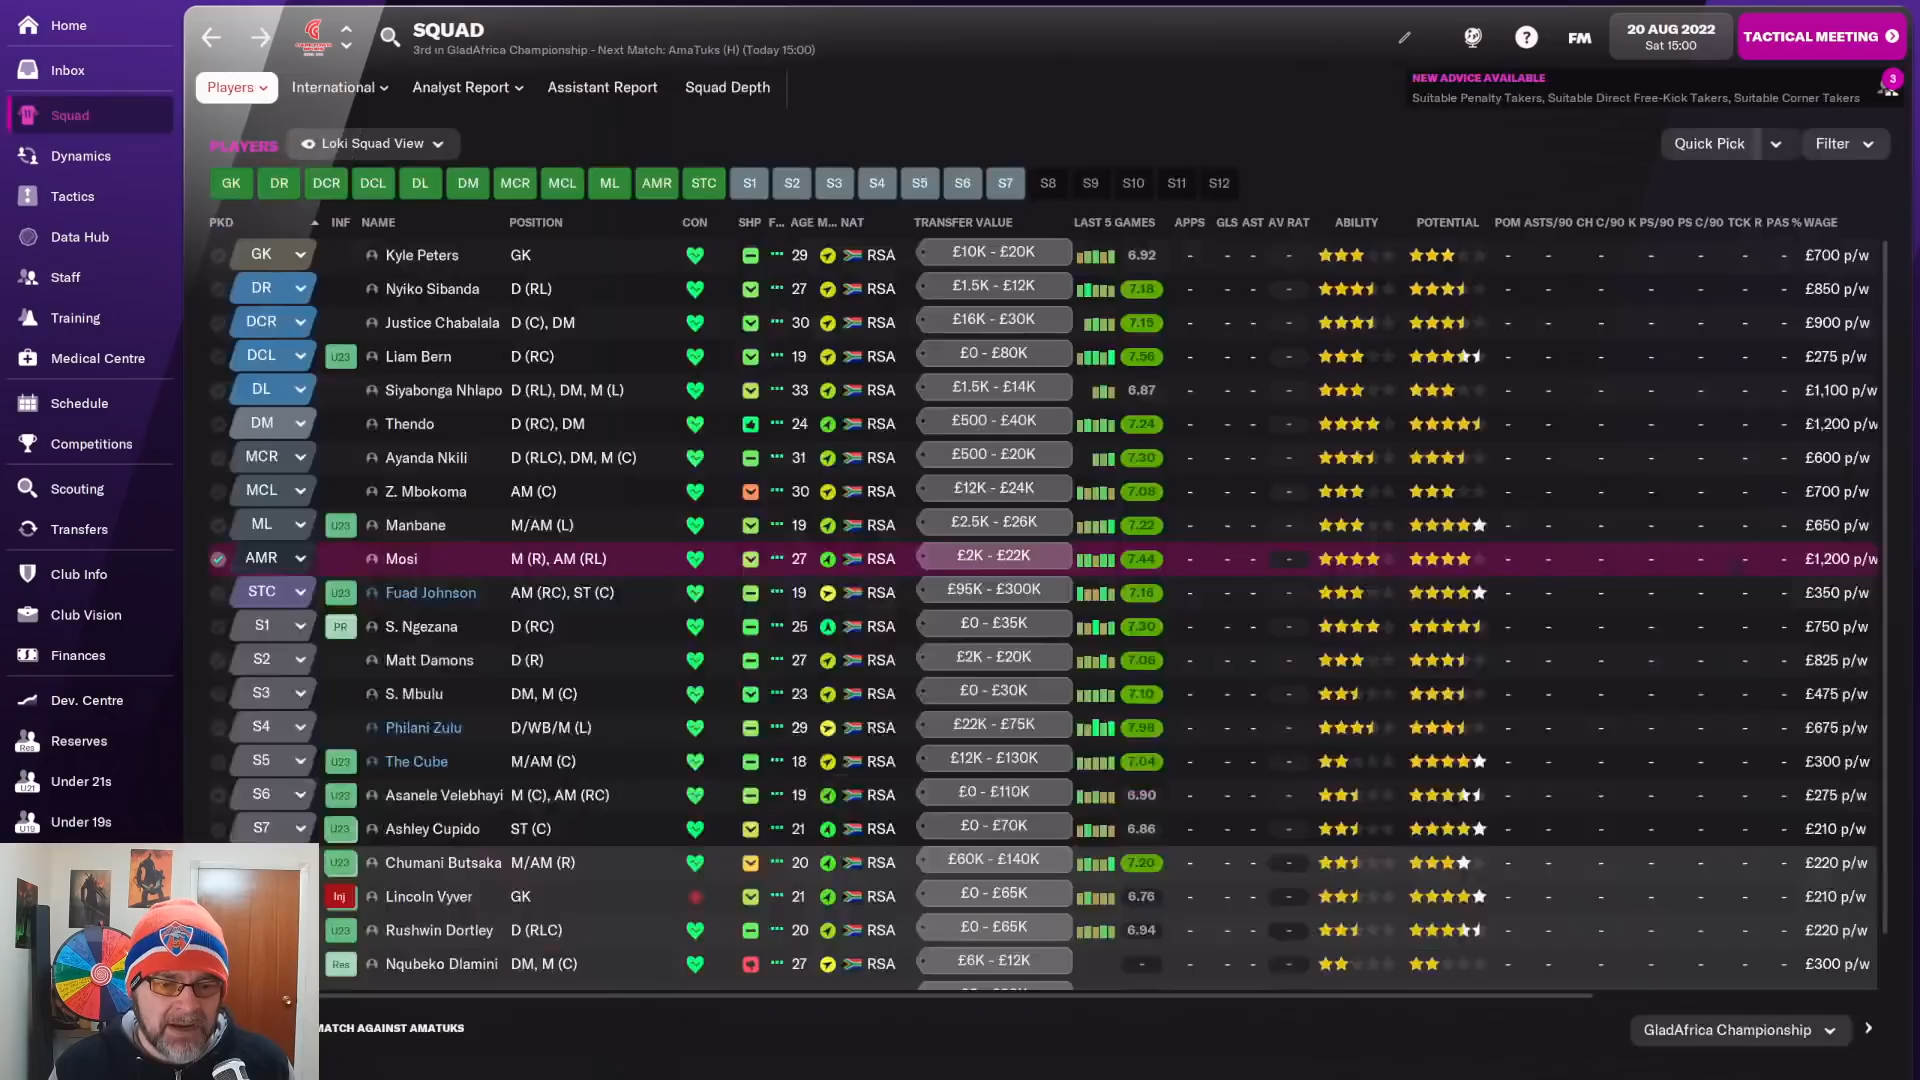 Home
Inbox
Squad
Dynamics
Tactics
Data Hub
Staff
Training
Medical Centre
Schedule
Competitions
Scouting
Transfers
Club Info
Club Vision
Finances
Dev. Centre
Reserves
Under 21s
Under 19s
SQUAD
3rd in GladAfrica Championship - Next Match: AmaTuks (H) (Today 15:00)
FM
20 AUG 2022
Sat 15:00
TACTICAL MEETING
Players International Analyst Report Assistant Report Squad Depth
NEW ADVICE AVAILABLE
3
Suitable Penalty Takers, Suitable Direct Free-Kick Takers, Suitable Corner Takers
PLAYERS Loki Squad View Quick Pick Filter
GK DR DCR DCL DL DM MCR MCL ML AMR STC S1 S2 S3 S4 S5 S6 S7 S8 S9 S10 S11 S12
PKD INF NAME POSITION CON SHP F... AGE M... NAT TRANSFER VALUE LAST 5 GAMES APPS GLS AST AV RAT ABILITY POTENTIAL POM ASTS/90 CH C/90 K PS/90 PS C/90 TCK R PAS % WAGE
GK Kyle Peters GK 29 RSA £10K - £20K 6.92 - - - - - - - - - - - £700 p/w
DR Nyiko Sibanda D (RL) 27 RSA £1.5K - £12K 7.18 - - - - - - - - - - - £850 p/w
DCR Justice Chabalala D (C), DM 30 RSA £16K - £30K 7.15 - - - - - - - - - - - £900 p/w
DCL U23 Liam Bern D (RC) 19 RSA £0 - £80K 7.56 - - - - - - - - - - - £275 p/w
DL Siyabonga Nhlapo D (RL), DM, M (L) 33 RSA £1.5K - £14K 6.87 - - - - - - - - - - - £1,100 p/w
DM Thendo D (RC), DM 24 RSA £500 - £40K 7.24 - - - - - - - - - - - £1,200 p/w
MCR Ayanda Nkili D (RLC), DM, M (C) 31 RSA £500 - £20K 7.30 - - - - - - - - - - - £600 p/w
MCL Z. Mbokoma AM (C) 30 RSA £12K - £24K 7.08 - - - - - - - - - - - £700 p/w
ML U23 Manbane M/AM (L) 19 RSA £2.5K - £26K 7.22 - - - - - - - - - - - £650 p/w
AMR Mosi M (R), AM (RL) 27 RSA £2K - £22K 7.44 - - - - - - - - - - - £1,200 p/w
STC U23 Fuad Johnson AM (RC), ST (C) 19 RSA £95K - £300K 7.16 - - - - - - - - - - - £350 p/w
S1 PR S. Ngezana D (RC) 25 RSA £0 - £35K 7.30 - - - - - - - - - - - £750 p/w
S2 Matt Damons D (R) 27 RSA £2K - £20K 7.06 - - - - - - - - - - - £825 p/w
S3 S. Mbulu DM, M (C) 23 RSA £0 - £30K 7.10 - - - - - - - - - - - £475 p/w
S4 Philani Zulu D/WB/M (L) 29 RSA £22K - £75K 7.98 - - - - - - - - - - - £675 p/w
S5 U23 The Cube M/AM (C) 18 RSA £12K - £130K 7.04 - - - - - - - - - - - £300 p/w
S6 U23 Asanele Velebhayi M (C), AM (RC) 19 RSA £0 - £110K 6.90 - - - - - - - - - - - £275 p/w
S7 U23 Ashley Cupido ST (C) 21 RSA £0 - £70K 6.86 - - - - - - - - - - - £210 p/w
U23 Chumani Butsaka M/AM (R) 20 RSA £60K - £140K 7.20 - - - - - - - - - - - £220 p/w
Inj Lincoln Vyver GK 21 RSA £0 - £65K 6.76 - - - - - - - - - - - £210 p/w
U23 Rushwin Dortley D (RLC) 20 RSA £0 - £65K 6.94 - - - - - - - - - - - £220 p/w
Res Nqubeko Dlamini DM, M (C) 27 RSA £6K - £12K - - - - - - - - - - - - £300 p/w
MATCH AGAINST AMATUKS
GladAfrica Championship